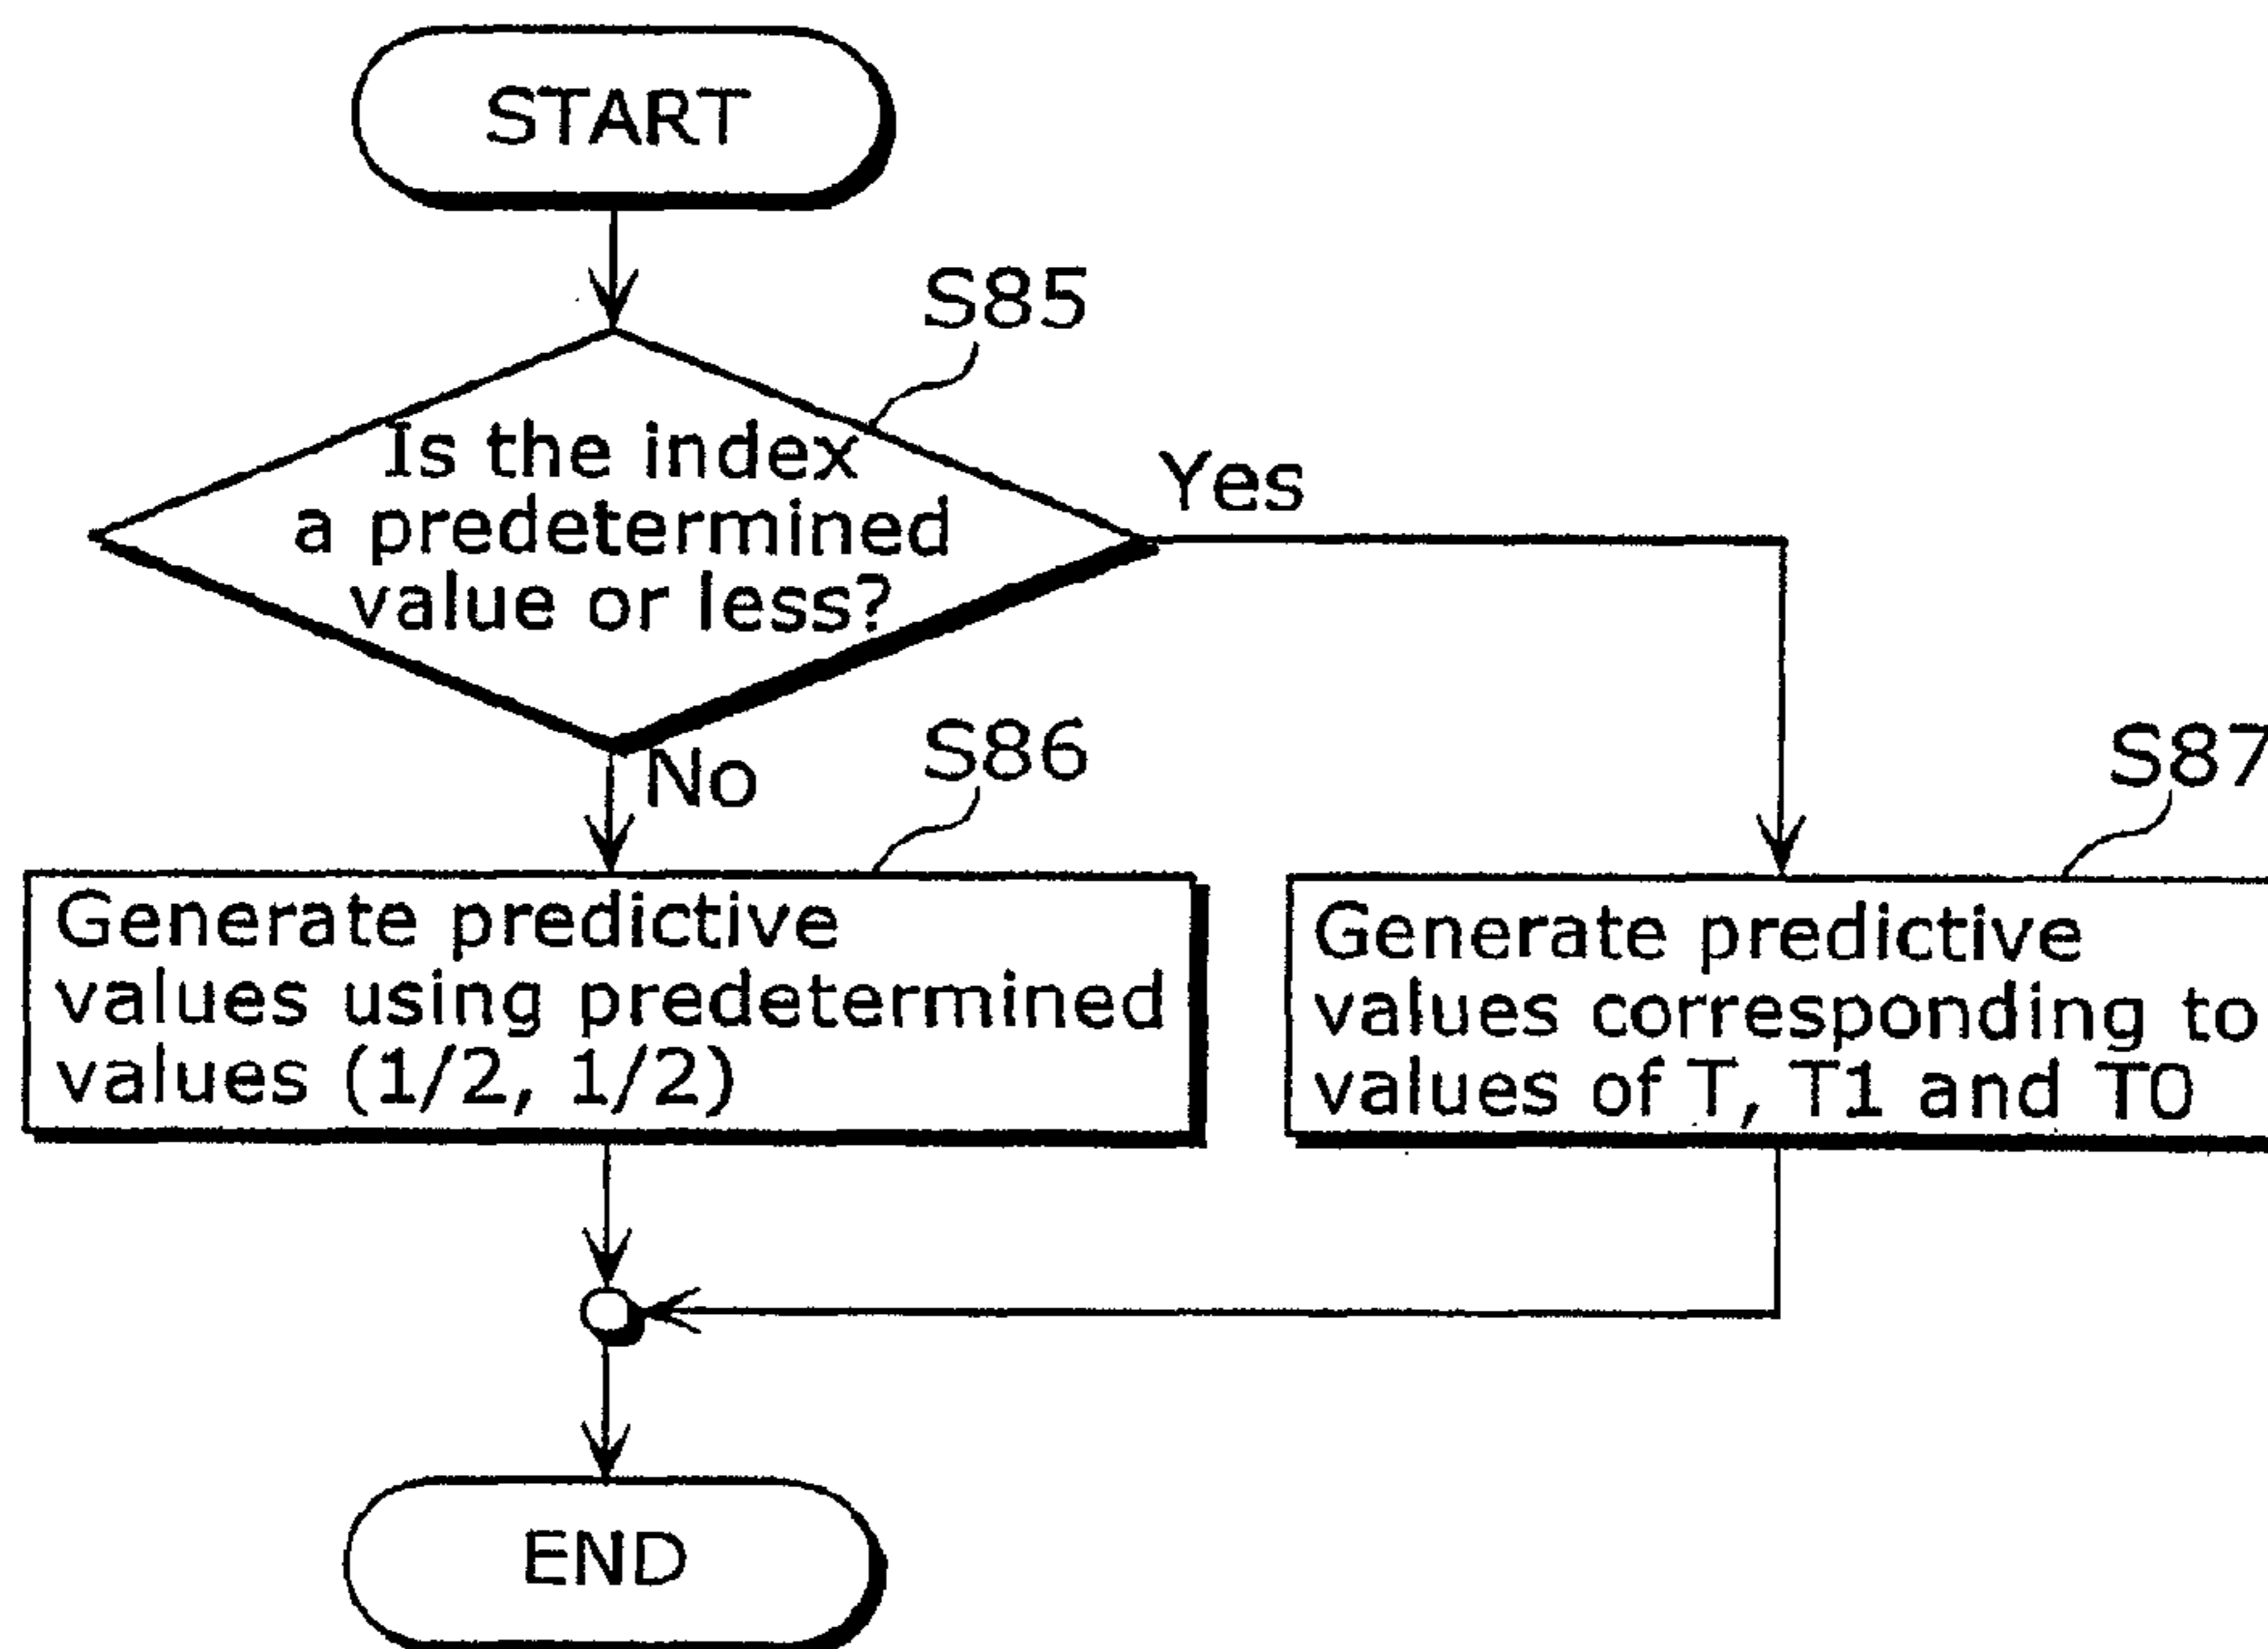 START
S85
Is the index
a predetermined
value or less?
Yes
No
S86
S87
Generate predictive
values using predetermined
values (1/2, 1/2)
Generate predictive
values corresponding to
values of T, T1 and T0
END